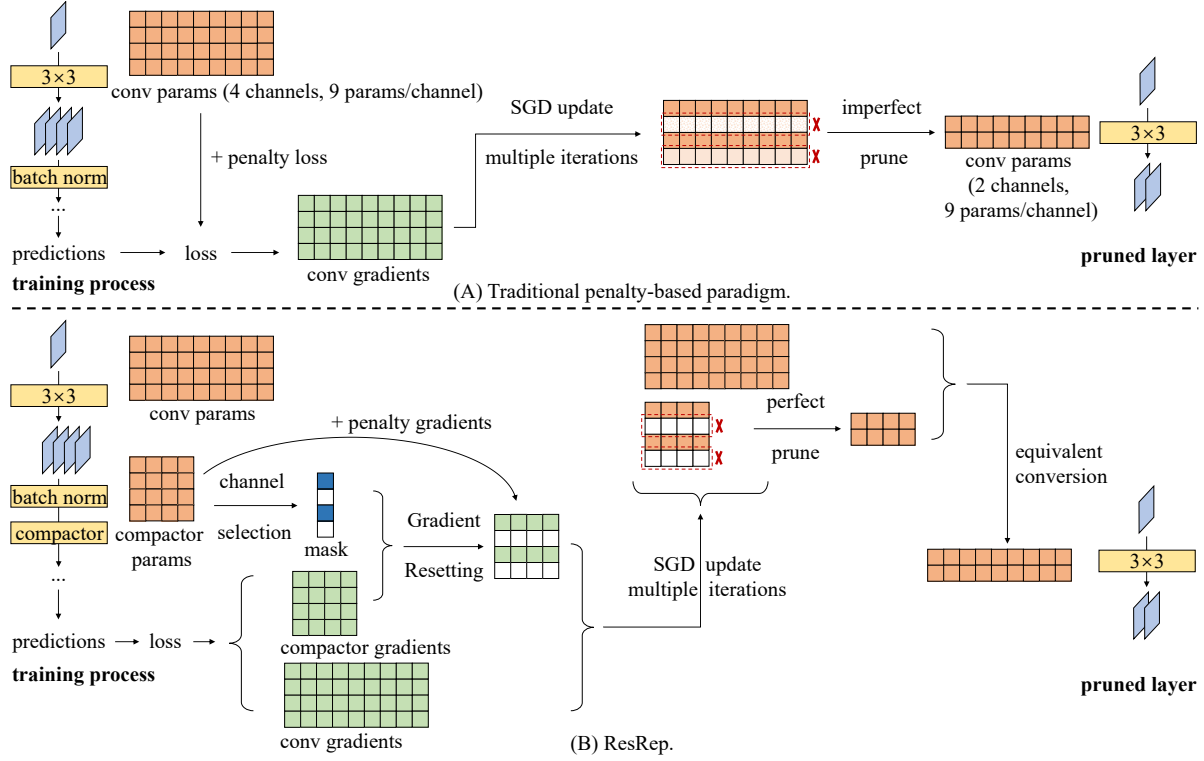 3×3
conv params (4 channels, 9 params/channel)
batch norm
...
predictions
training process
+ penalty loss
loss
conv gradients
SGD update
multiple iterations
x
x
imperfect
prune
conv params
(2 channels,
9 params/channel)
3×3
pruned layer
(A) Traditional penalty-based paradigm.
3×3
conv params
batch norm
compactor
...
predictions
training process
compactor
params
channel
selection
mask
+ penalty gradients
Gradient
Resetting
loss
compactor gradients
conv gradients
SGD update
multiple iterations
x
x
perfect
prune
equivalent
conversion
3×3
pruned layer
(B) ResRep.